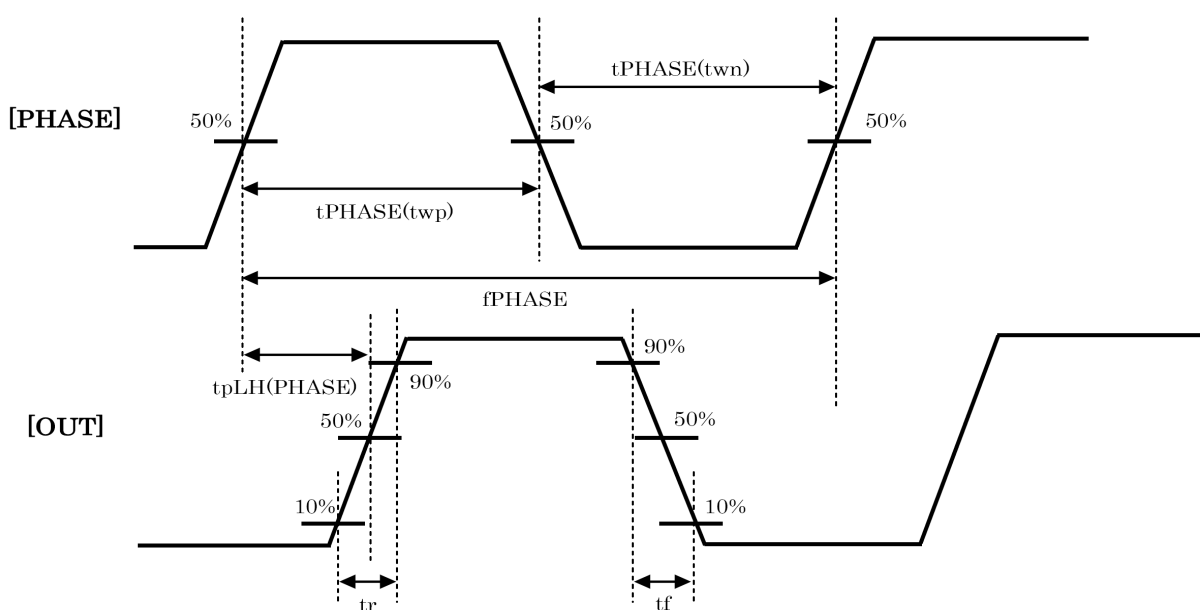 tPHASE(twn)
[PHASE]
50%
50%
50%
tPHASE(twp)
fPHASE
90%
tpLH(PHASE)
90%
50%
50%
[OUT]
10%
10%
tr
tf